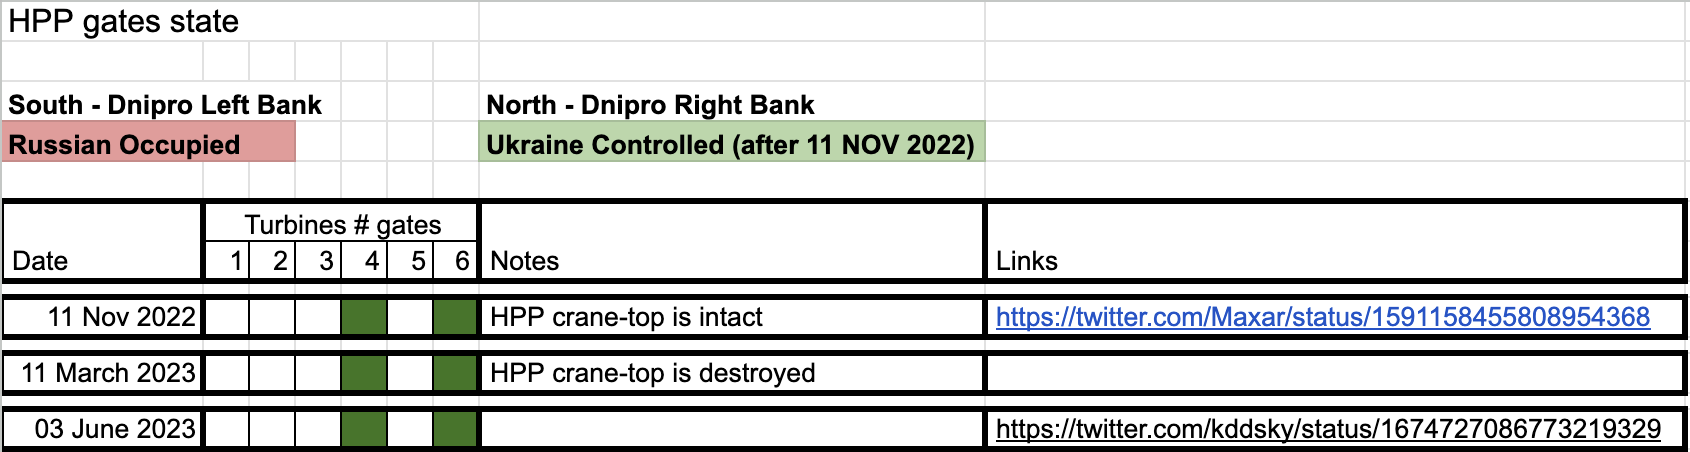 HPP gates state
South - Dnipro Left Bank North - Dnipro Right Bank
Russian Occupied Ukraine Controlled (after 11 NOV 2022)
Turbines # gates
Date 1 2 3 4 5 6 Notes Links
11 Nov 2022 HPP crane-top is intact https://twitter.com/Maxar/status/1591158455808954368
11 March 2023 HPP crane-top is destroyed
03 June 2023 https://twitter.com/kddsky/status/1674727086773219329